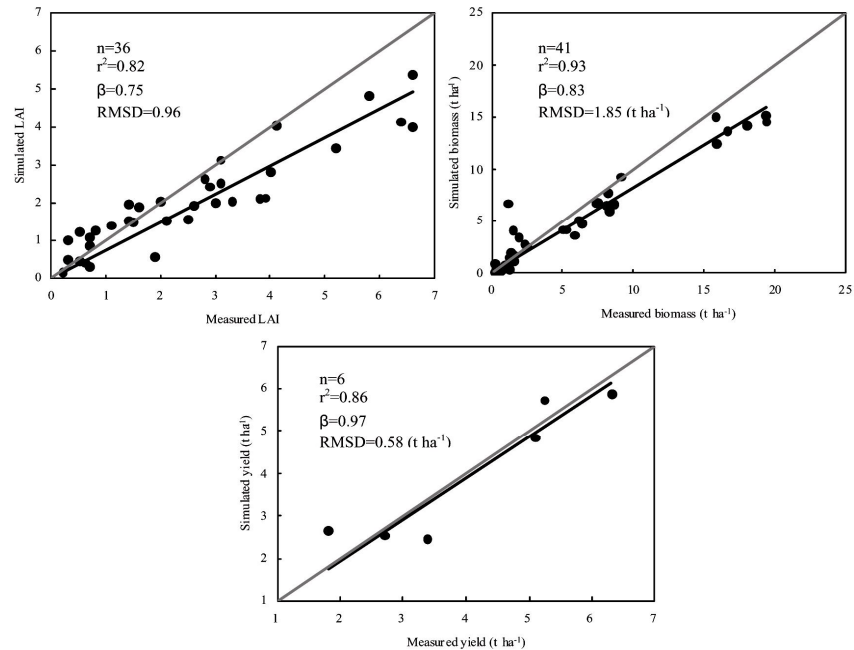 7
6
5
4
3
2
1
0
Simulated LAI
n=36
r²=0.82
β=0.75
RMSD=0.96
0 1 2 3 4 5 6 7
Measured LAI
25
20
15
10
5
0
Simulated biomass (t ha¹)
n=41
r²=0.93
β=0.83
RMSD=1.85 (t ha⁻¹)
0 5 10 15 20 25
Measured biomass (t ha⁻¹)
7
6
5
4
3
2
1
Simulated yield (t ha¹)
n=6
r²=0.86
β=0.97
RMSD=0.58 (t ha⁻¹)
1 2 3 4 5 6 7
Measured yield (t ha⁻¹)